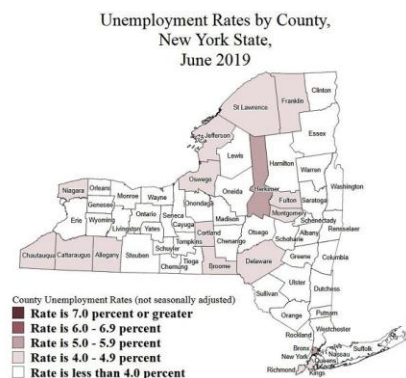 Unemployment Rates by County,
New York State,
June 2019
Clinton
Franklin
St Lawrence
Essex
Jefferson
Lewis
Hamilton
Warren
Washington
Oswego
Oneida
Herkimer
Fulton
Saratoga
Niagara
Orleans
Monroe
Wayne
Genesee
Onondaga
Madison
Montgomery
Schenectady
Erie
Wyoming
Ontario
Seneca
Cayuga
Livingston
Yates
Cortland
Otsego
Albany
Rensselaer
Schoharie
Tompkins
Chenango
Schuyler
Chautauqua
Cattaraugus
Allegany
Steuben
Tioga
Chemung
Broome
Delaware
Greene
Columbia
Ulster
Sullivan
Dutchess
Orange
Putnam
Westchester
Rockland
Bronx
New York
Nassau
Suffolk
Queens
Richmond
Kings
County Unemployment Rates (not seasonally adjusted)
Rate is 7.0 percent or greater
Rate is 6.0 - 6.9 percent
Rate is 5.0 - 5.9 percent
Rate is 4.0 - 4.9 percent
Rate is less than 4.0 percent